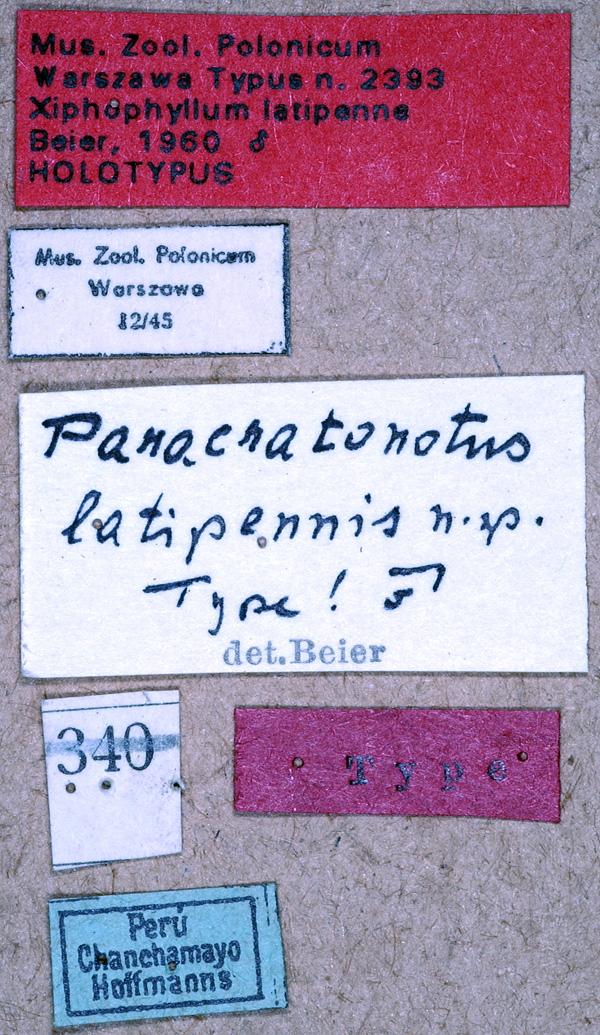 Mus. Zool. Polonicum
Warszawa Typus n. 2393
Xiphophyllum latipenne
Beier, 1960 ♂
HOLOTYPUS
Mus. Zool. Polonicum
Warszawa
12/45
Paracratonotus
latipennis n.sp.
Type! ♂
det.Beier
340
Type
Perú
Chanchamayo
Hoffmanns